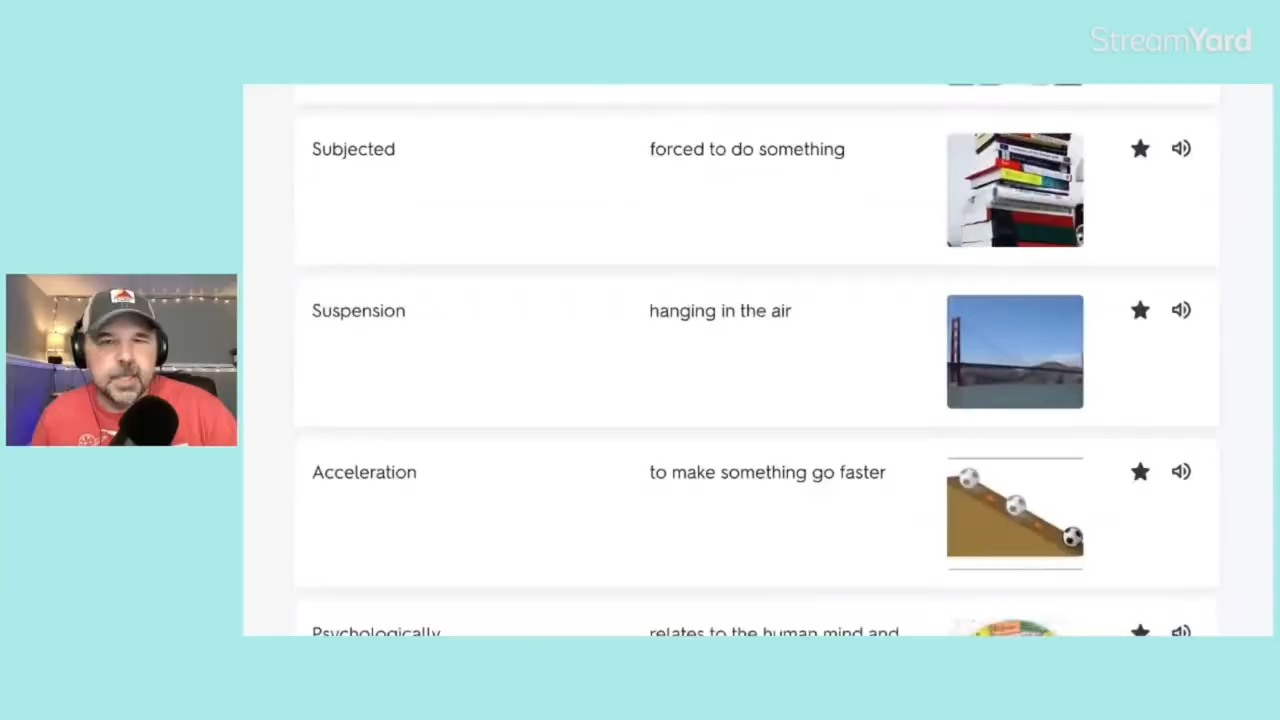 StreamYard
Subjected
forced to do something
Suspension
hanging in the air
Acceleration
to make something go faster
Psychologically
relates to the human mind and